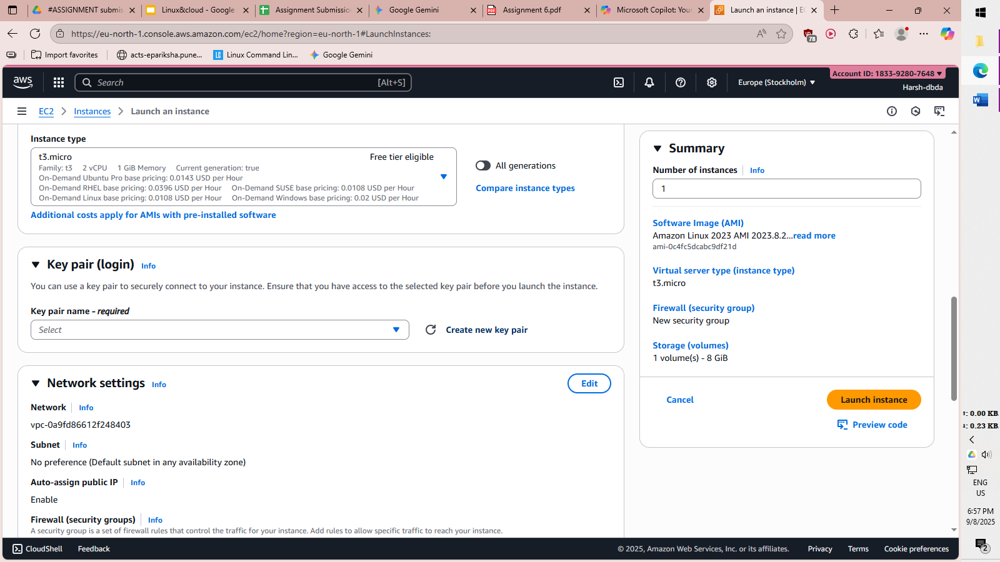 #ASSIGNMENT submis
Linux&cloud - Google
Assignment Submissio
Google Gemini
Assignment 6.pdf
Microsoft Copilot: Your
Launch an instance | EC
https://eu-north-1.console.aws.amazon.com/ec2/home?region=eu-north-1#LaunchInstances:
78
Import favorites
acts-epariksha.pune...
Linux Command Lin...
Google Gemini
aws
Search
[Alt+S]
Europe (Stockholm)
Account ID: 1833-9280-7648
Harsh-dbda
EC2
Instances
Launch an instance
Instance type
t3.micro
Free tier eligible
Family: t3 2 vCPU 1 GiB Memory Current generation: true
On-Demand Ubuntu Pro base pricing: 0.0143 USD per Hour
On-Demand RHEL base pricing: 0.0396 USD per Hour On-Demand SUSE base pricing: 0.0108 USD per Hour
On-Demand Linux base pricing: 0.0108 USD per Hour On-Demand Windows base pricing: 0.02 USD per Hour
All generations
Compare instance types
Additional costs apply for AMIs with pre-installed software
Key pair (login) Info
You can use a key pair to securely connect to your instance. Ensure that you have access to the selected key pair before you launch the instance.
Key pair name - required
Select
Create new key pair
Network settings Info
Edit
Network Info
vpc-0a9fd86612f248403
Subnet Info
No preference (Default subnet in any availability zone)
Auto-assign public IP Info
Enable
Firewall (security groups) Info
A security group is a set of firewall rules that control the traffic for your instance. Add rules to allow specific traffic to reach your instance.
Summary
Number of instances Info
1
Software Image (AMI)
Amazon Linux 2023 AMI 2023.8.2...read more
ami-0c4fc5dcabc9df21d
Virtual server type (instance type)
t3.micro
Firewall (security group)
New security group
Storage (volumes)
1 volume(s) - 8 GiB
Cancel
Launch instance
Preview code
CloudShell
Feedback
© 2025, Amazon Web Services, Inc. or its affiliates.
Privacy
Terms
Cookie preferences
: 0.00 KB
: 0.23 KB
ENG
US
6:57 PM
9/8/2025
2